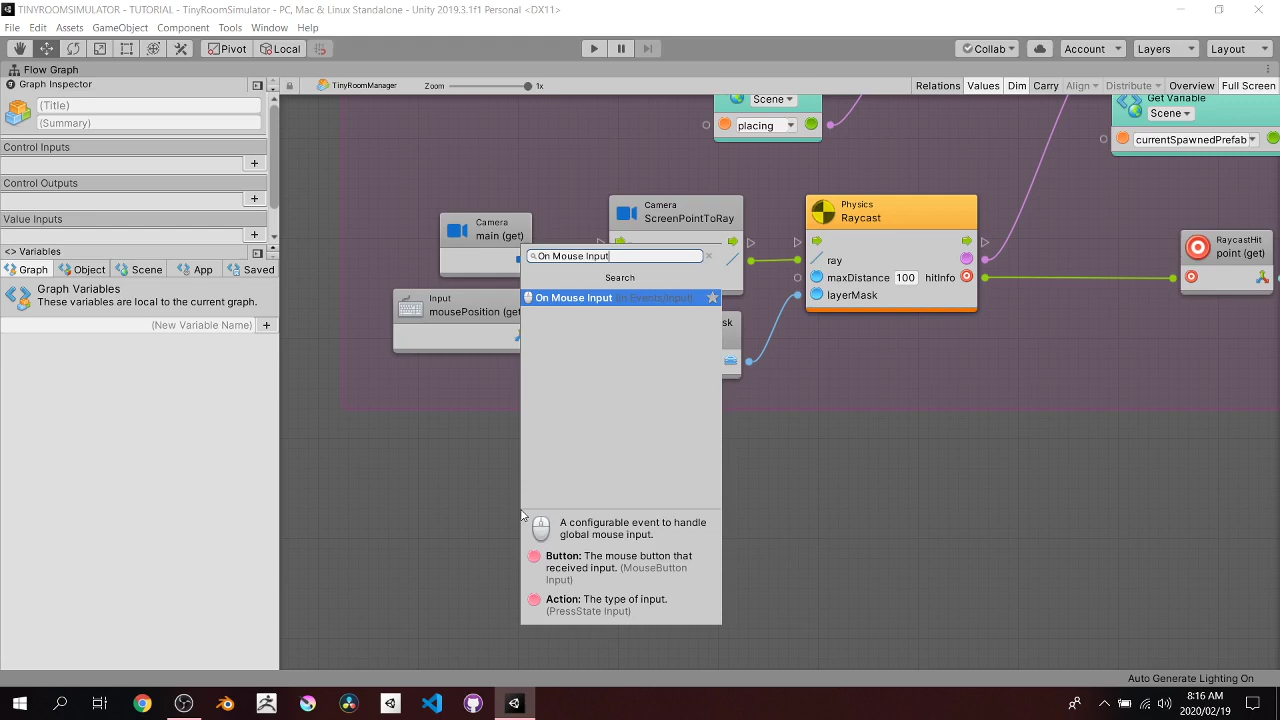 TINYROOMSIMULATOR - TUTORIAL - TinyRoomSimulator - PC, Mac & Linux Standalone - Unity 2019.3.1f1 Personal <DX11>
File Edit Assets GameObject Component Tools Window Help
Pivot Local Collab Account Layers Layout
Flow Graph
Graph Inspector TinyRoomManager Zoom 1x Relations Values Dim Carry Align Distribute Overview Full Screen
(Title)
(Summary)
Control Inputs
Control Outputs
Value Inputs
Variables
Graph Object Scene App Saved
Graph Variables
These variables are local to the current graph.
(New Variable Name)
Scene
placing
Get Variable
Scene
currentSpawnedPrefab
Camera
main (get)
Camera
ScreenPointToRay
Physics
Raycast
ray
maxDistance 100 hitInfo
layerMask
RaycastHit
point (get)
Input
mousePosition (get
sk
On Mouse Input
Search
On Mouse Input (in Events/Input)
A configurable event to handle
global mouse input.
Button: The mouse button that
received input. (MouseButton
Input)
Action: The type of input.
(PressState Input)
Auto Generate Lighting On
8:16 AM
2020/02/19